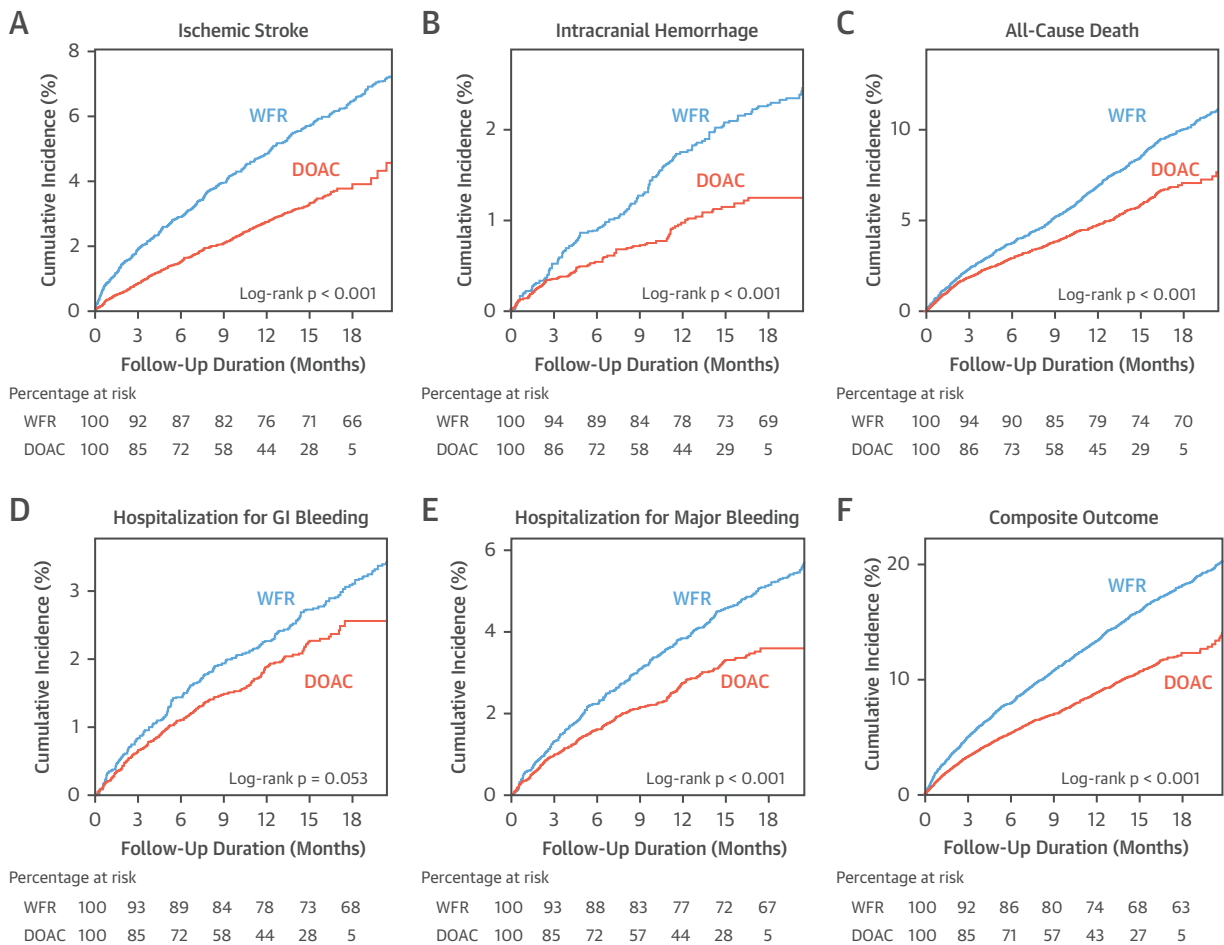 A
Ischemic Stroke
Cumulative Incidence (%)
8
6
4
2
0
WFR
DOAC
Log-rank p < 0.001
0 3 6 9 12 15 18
Follow-Up Duration (Months)
Percentage at risk
WFR 100 92 87 82 76 71 66
DOAC 100 85 72 58 44 28 5
B
Intracranial Hemorrhage
Cumulative Incidence (%)
2
1
0
WFR
DOAC
Log-rank p < 0.001
0 3 6 9 12 15 18
Follow-Up Duration (Months)
Percentage at risk
WFR 100 94 89 84 78 73 69
DOAC 100 86 72 58 44 29 5
C
All-Cause Death
Cumulative Incidence (%)
10
5
0
WFR
DOAC
Log-rank p < 0.001
0 3 6 9 12 15 18
Follow-Up Duration (Months)
Percentage at risk
WFR 100 94 90 85 79 74 70
DOAC 100 86 73 58 45 29 5
D
Hospitalization for GI Bleeding
Cumulative Incidence (%)
3
2
1
0
WFR
DOAC
Log-rank p = 0.053
0 3 6 9 12 15 18
Follow-Up Duration (Months)
Percentage at risk
WFR 100 93 89 84 78 73 68
DOAC 100 85 72 58 44 28 5
E
Hospitalization for Major Bleeding
Cumulative Incidence (%)
6
4
2
0
WFR
DOAC
Log-rank p < 0.001
0 3 6 9 12 15 18
Follow-Up Duration (Months)
Percentage at risk
WFR 100 93 88 83 77 72 67
DOAC 100 85 72 57 44 28 5
F
Composite Outcome
Cumulative Incidence (%)
20
10
0
WFR
DOAC
Log-rank p < 0.001
0 3 6 9 12 15 18
Follow-Up Duration (Months)
Percentage at risk
WFR 100 92 86 80 74 68 63
DOAC 100 85 71 57 43 27 5